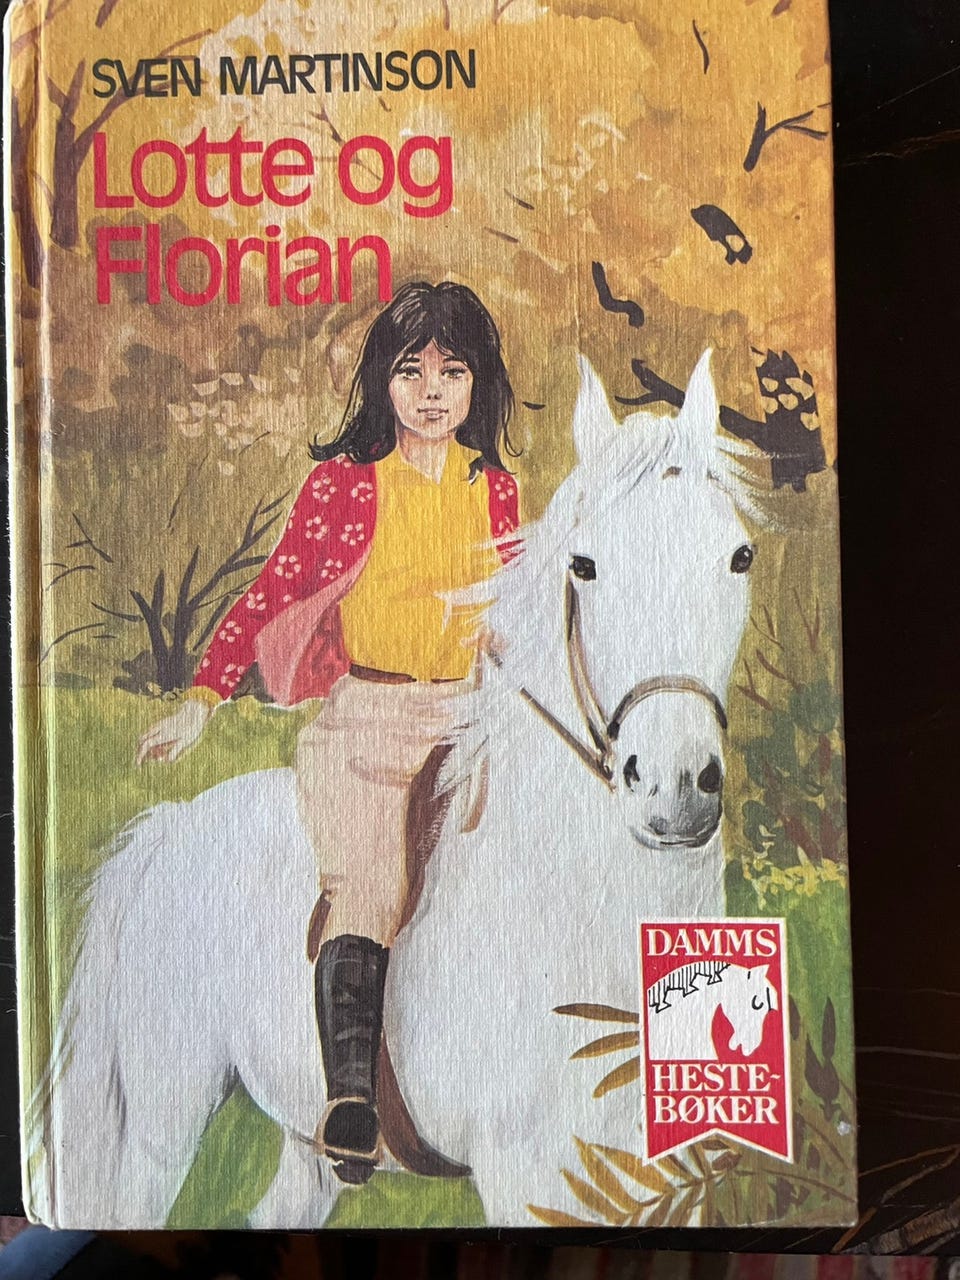 SVEN MARTINSON
Lotte og
Florian
DAMMS
HESTE-
BØKER